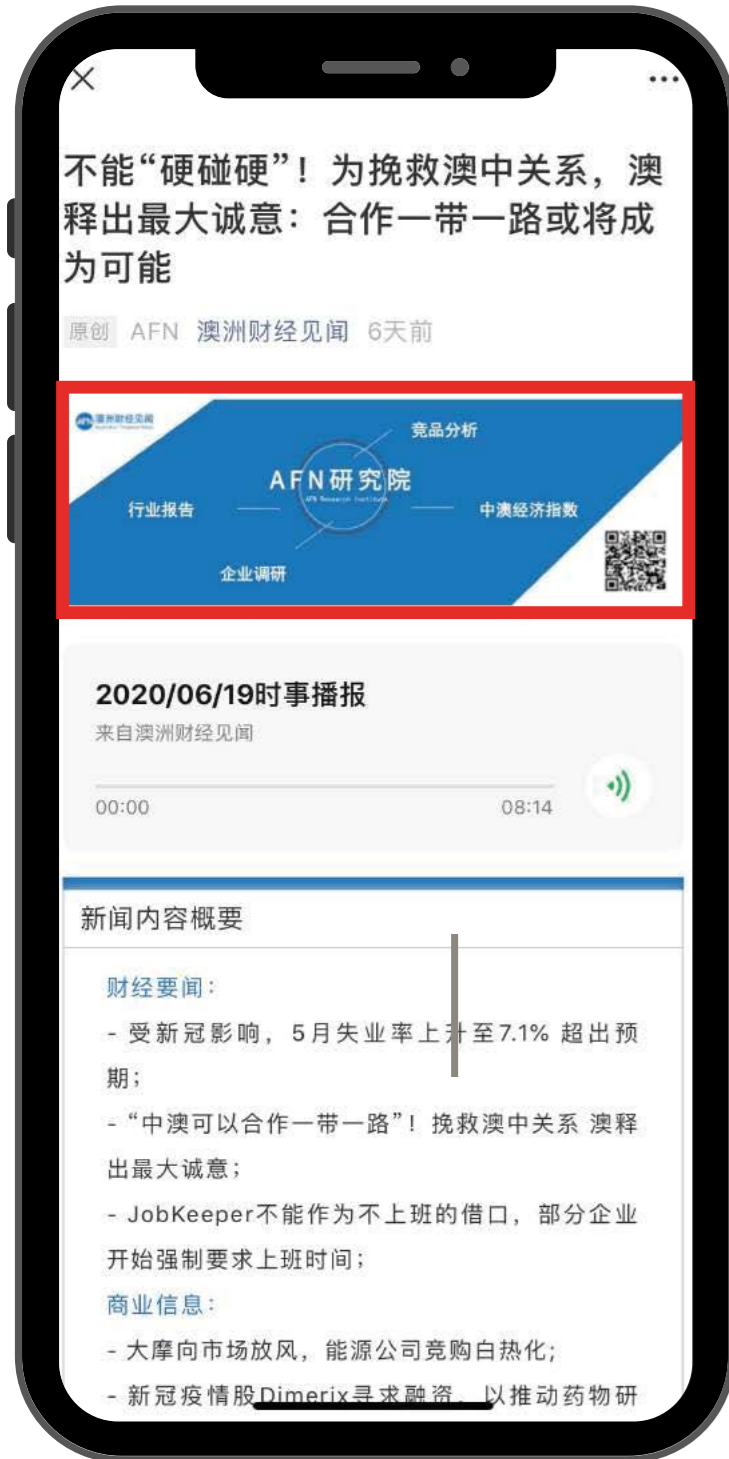 不能“硬碰硬”！为挽救澳中关系，澳
释出最大诚意：合作一带一路或将成
为可能
原创 AFN 澳洲财经见闻 6天前
AFN 澳洲财经见闻
竞品分析
AFN研究院
AFN Research Institute
行业报告
中澳经济指数
企业调研
2020/06/19时事播报
来自澳洲财经见闻
00:00 08:14
新闻内容概要
财经要闻：
- 受新冠影响，5月失业率上升至7.1% 超出预
期；
- “中澳可以合作一带一路”！挽救澳中关系 澳释
出最大诚意；
- JobKeeper不能作为不上班的借口，部分企业
开始强制要求上班时间；
商业信息：
- 大摩向市场放风，能源公司竞购白热化;
- 新冠疫情股Dimerix寻求融资，以推动药物研